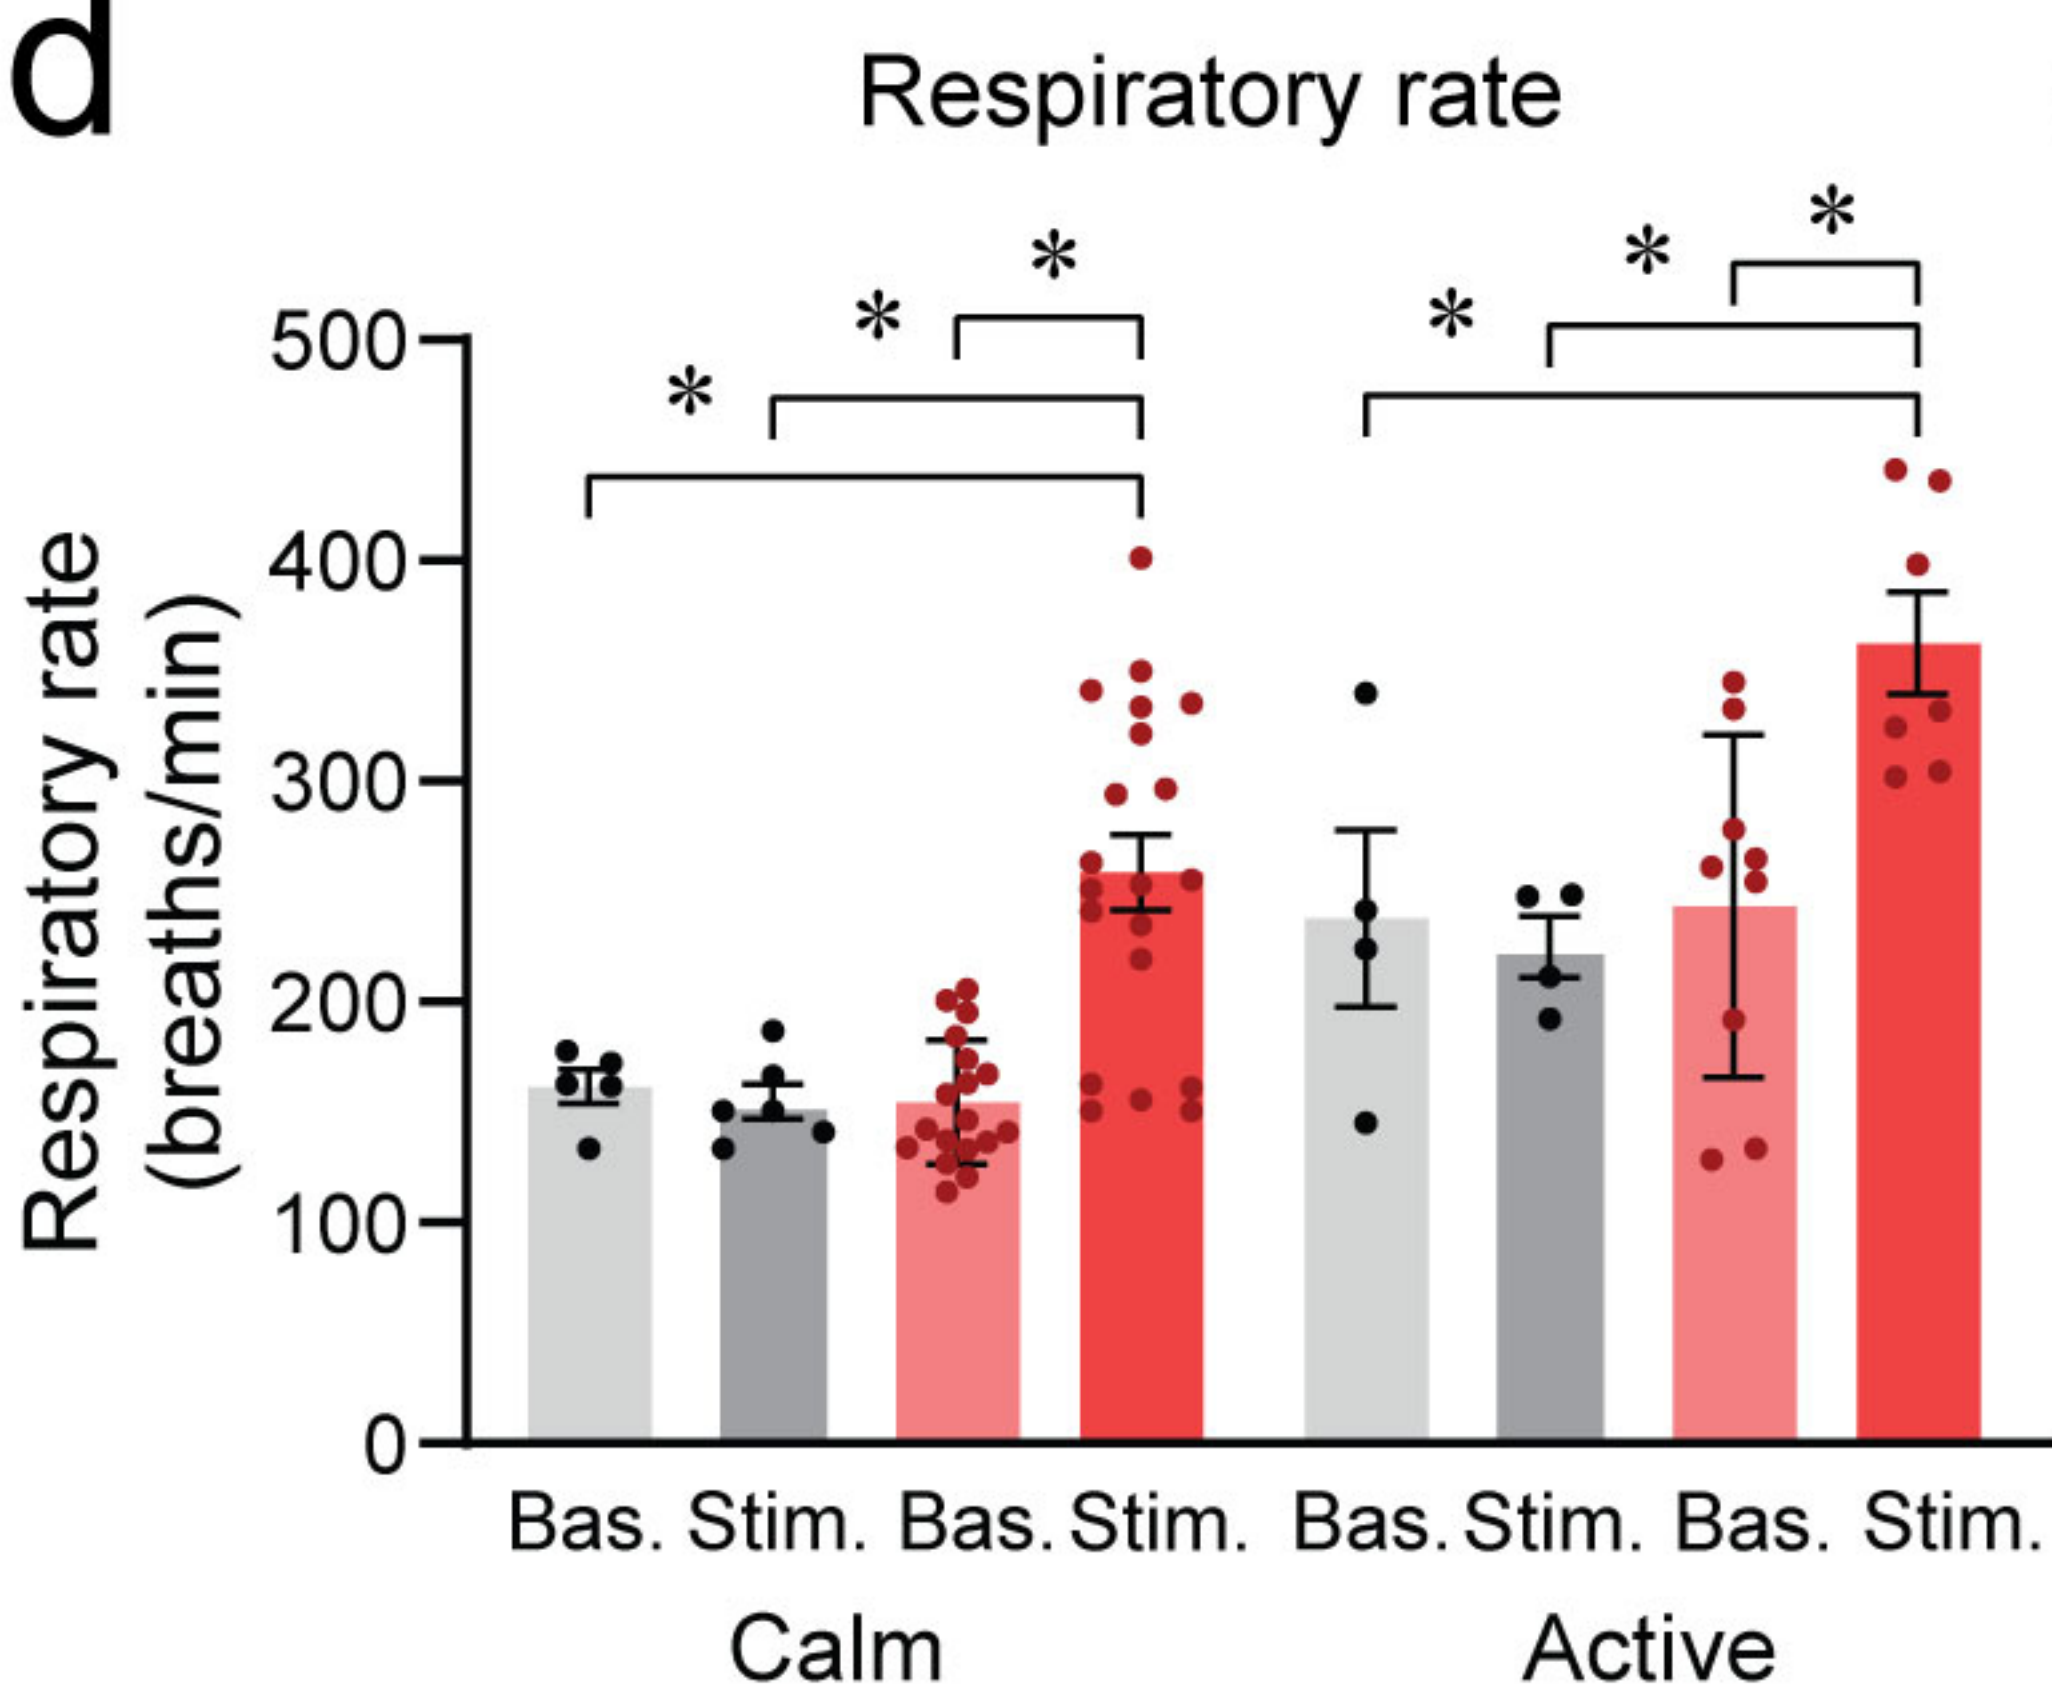 d
Respiratory rate
* * * * * *
Respiratory rate
(breaths/min)
500
400
300
200
100
0
Bas. Stim. Bas. Stim. Bas. Stim. Bas. Stim.
Calm Active